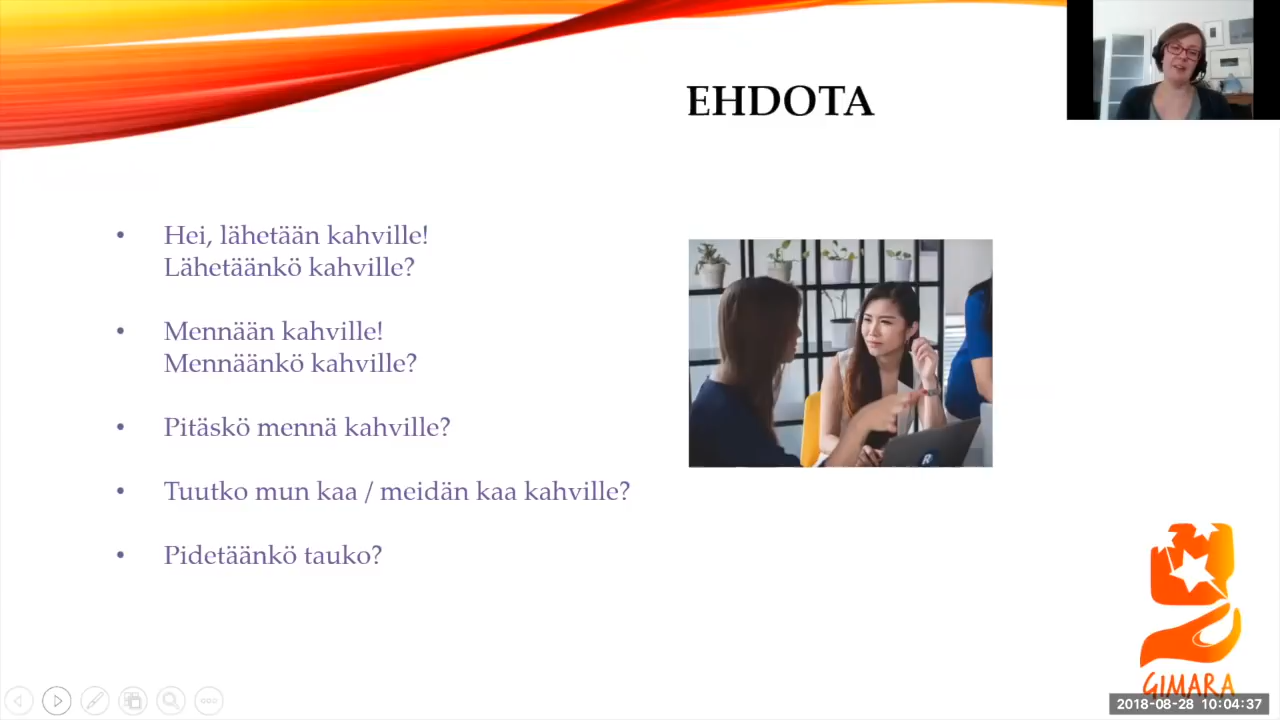 EHDOTA
• Hei, lähetään kahville!
Lähetäänkö kahville?
• Mennään kahville!
Mennäänkö kahville?
• Pitäskö mennä kahville?
• Tuutko mun kaa / meidän kaa kahville?
• Pidetäänkö tauko?
GIMARA
2018-08-28 10:04:37